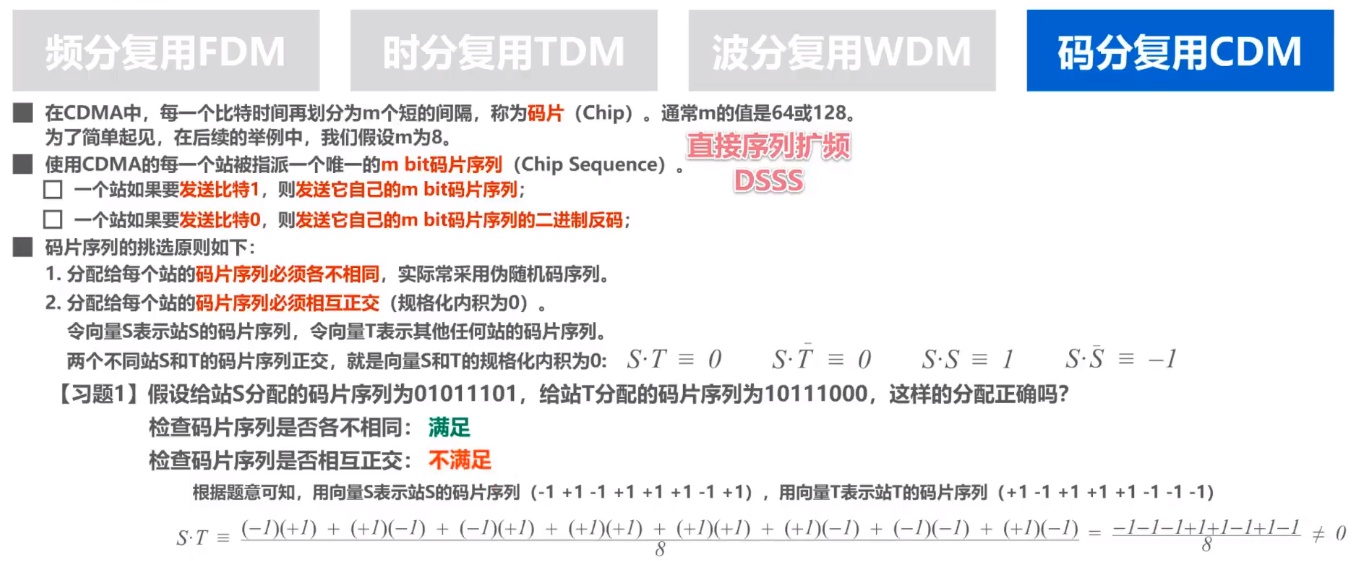 频分复用FDM 时分复用TDM 波分复用WDM 码分复用CDM
在CDMA中，每一个比特时间再划分为m个短的间隔，称为码片（Chip）。通常m的值是64或128。
为了简单起见，在后续的举例中，我们假设m为8。
直接序列扩频
DSSS
使用CDMA的每一个站被指派一个唯一的m bit码片序列（Chip Sequence）。
一个站如果要发送比特1，则发送它自己的m bit码片序列；
一个站如果要发送比特0，则发送它自己的m bit码片序列的二进制反码；
码片序列的挑选原则如下：
1. 分配给每个站的码片序列必须各不相同，实际常采用伪随机码序列。
2. 分配给每个站的码片序列必须相互正交（规格化内积为0）。
令向量S表示站S的码片序列，令向量T表示其他任何站的码片序列。
两个不同站S和T的码片序列正交，就是向量S和T的规格化内积为0： S·T ≡ 0 S·T̄ ≡ 0 S·S ≡ 1 S·S̄ ≡ -1
【习题1】假设给站S分配的码片序列为01011101，给站T分配的码片序列为10111000，这样的分配正确吗？
检查码片序列是否各不相同： 满足
检查码片序列是否相互正交： 不满足
根据题意可知，用向量S表示站S的码片序列（-1 +1 -1 +1 +1 +1 -1 +1），用向量T表示站T的码片序列（+1 -1 +1 +1 +1 -1 -1 -1）
S·T ≡ (−1)(+1) + (+1)(−1) + (−1)(+1) + (+1)(+1) + (+1)(+1) + (+1)(−1) + (−1)(−1) + (+1)(−1) / 8 = −1−1−1+1+1−1+1−1 / 8 ≠ 0